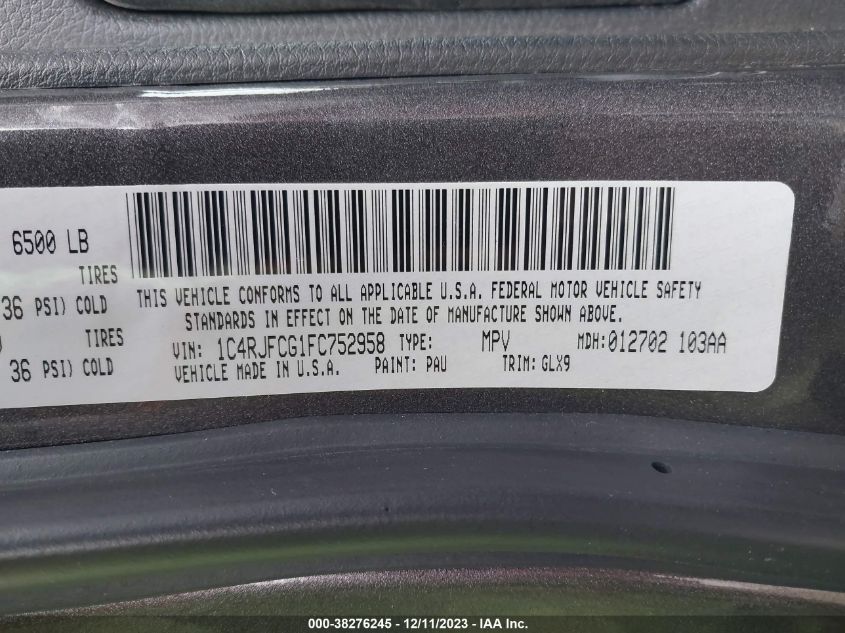 6500 LB
TIRES
36 PSI) COLD
THIS VEHICLE CONFORMS TO ALL APPLICABLE U.S.A. FEDERAL MOTOR VEHICLE SAFETY
STANDARDS IN EFFECT ON THE DATE OF MANUFACTURE SHOWN ABOVE.
TIRES
VIN: 1C4RJFCG1FC752958 TYPE: MPV MDH:012702 103AA
36 PSI) COLD
VEHICLE MADE IN U.S.A. PAINT: PAU TRIM: GLX9
000-38276245 - 12/11/2023 - IAA Inc.